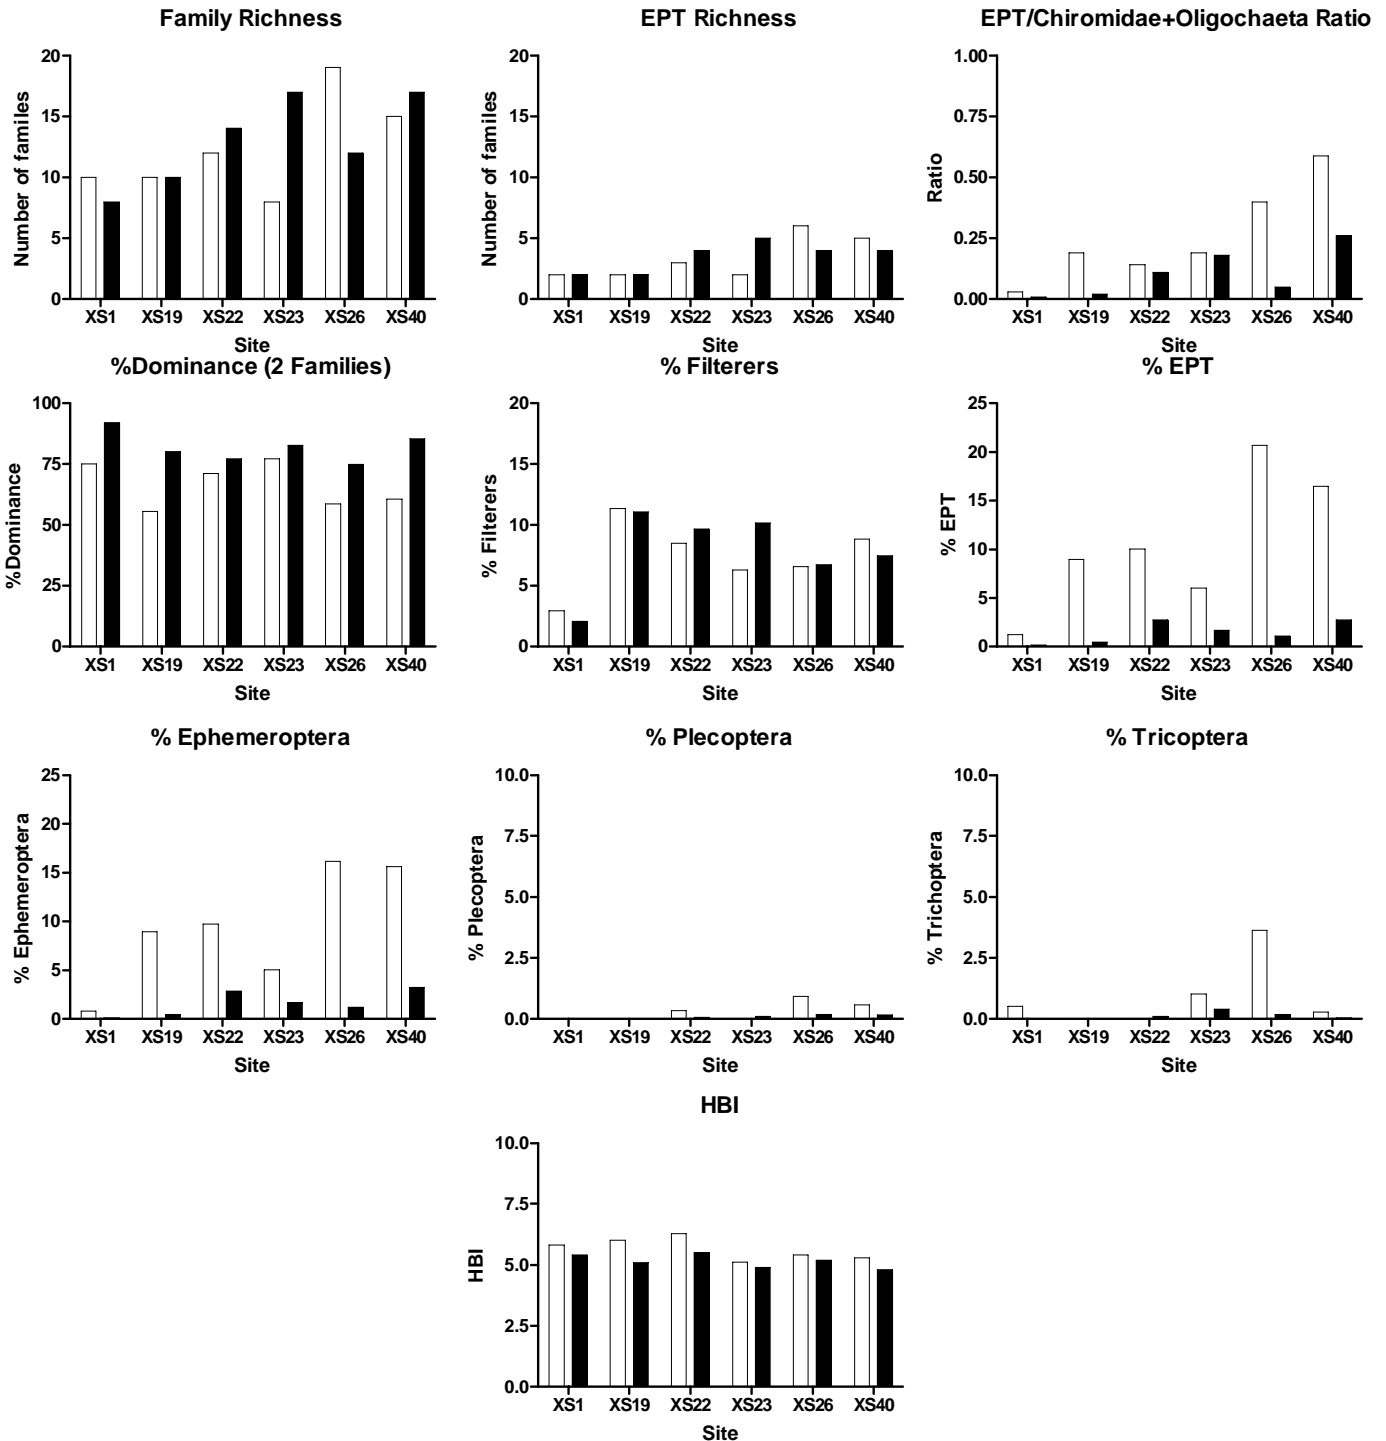 Family Richness
Number of familes
20
15
10
5
0
XS1 XS19 XS22 XS23 XS26 XS40
Site
EPT Richness
Number of familes
20
15
10
5
0
XS1 XS19 XS22 XS23 XS26 XS40
Site
EPT/Chiromidae+Oligochaeta Ratio
Ratio
1.00
0.75
0.50
0.25
0.00
XS1 XS19 XS22 XS23 XS26 XS40
Site
%Dominance (2 Families)
%Dominance
100
75
50
25
0
XS1 XS19 XS22 XS23 XS26 XS40
Site
% Filterers
% Filterers
20
15
10
5
0
XS1 XS19 XS22 XS23 XS26 XS40
Site
% EPT
% EPT
25
20
15
10
5
0
XS1 XS19 XS22 XS23 XS26 XS40
Site
% Ephemeroptera
% Ephemeroptera
25
20
15
10
5
0
XS1 XS19 XS22 XS23 XS26 XS40
Site
% Plecoptera
% Plecoptera
10.0
7.5
5.0
2.5
0.0
XS1 XS19 XS22 XS23 XS26 XS40
Site
% Tricoptera
% Trichoptera
10.0
7.5
5.0
2.5
0.0
XS1 XS19 XS22 XS23 XS26 XS40
Site
HBI
HBI
10.0
7.5
5.0
2.5
0.0
XS1 XS19 XS22 XS23 XS26 XS40
Site